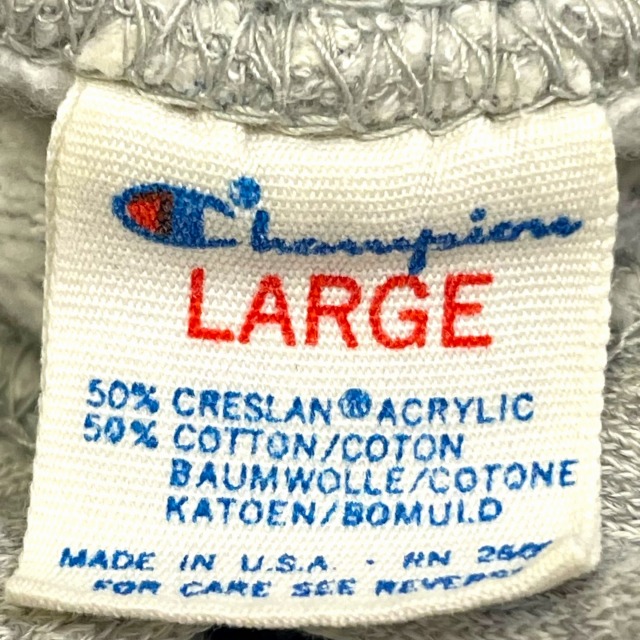 Champion
LARGE
50% CRESLAN® ACRYLIC
50% COTTON/COTON
BAUMWOLLE/COTONE
KATOEN/BOMULD
MADE IN U.S.A. · RN
FOR CARE SEE